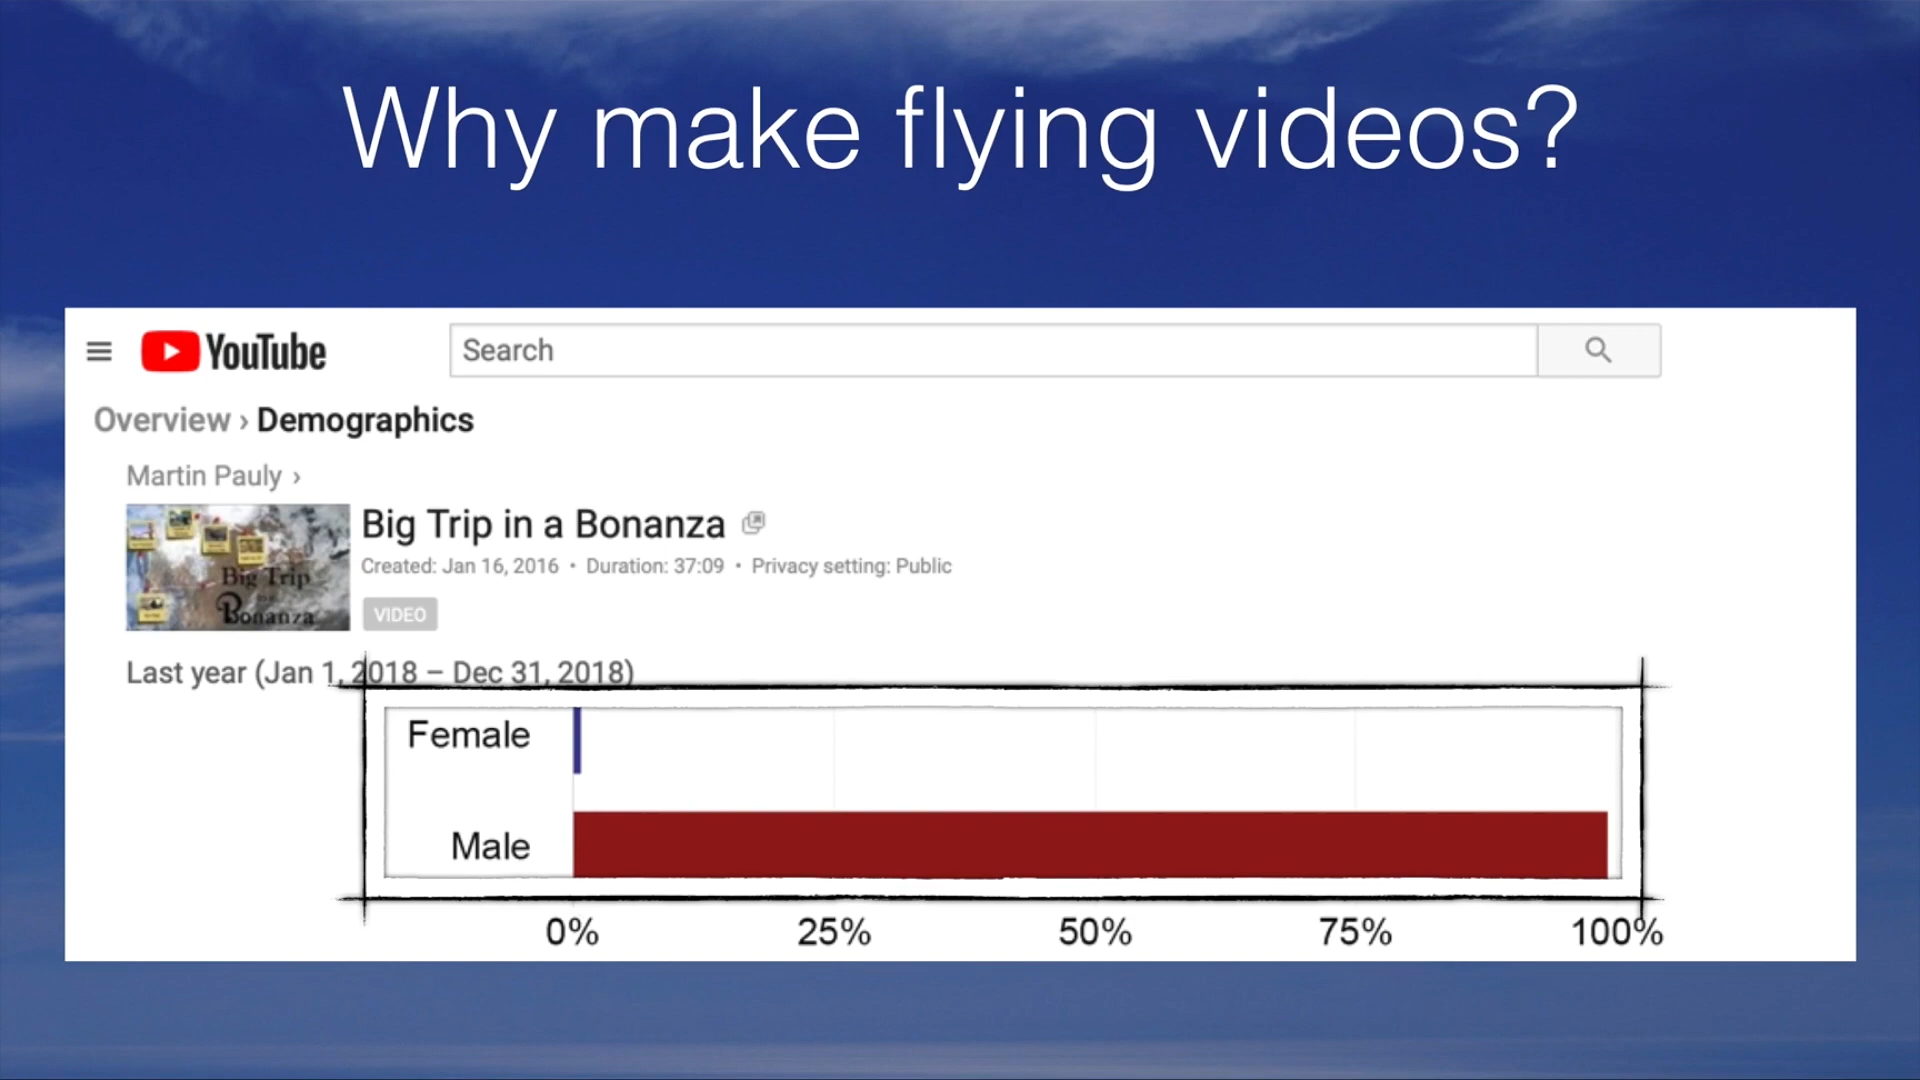 Why make flying videos?
YouTube
Search
Overview › Demographics
Martin Pauly ›
Big Trip in a Bonanza
Created: Jan 16, 2016 • Duration: 37:09 • Privacy setting: Public
Big Trip
Bonanza
VIDEO
Last year (Jan 1, 2018 – Dec 31, 2018)
Female
Male
0% 25% 50% 75% 100%